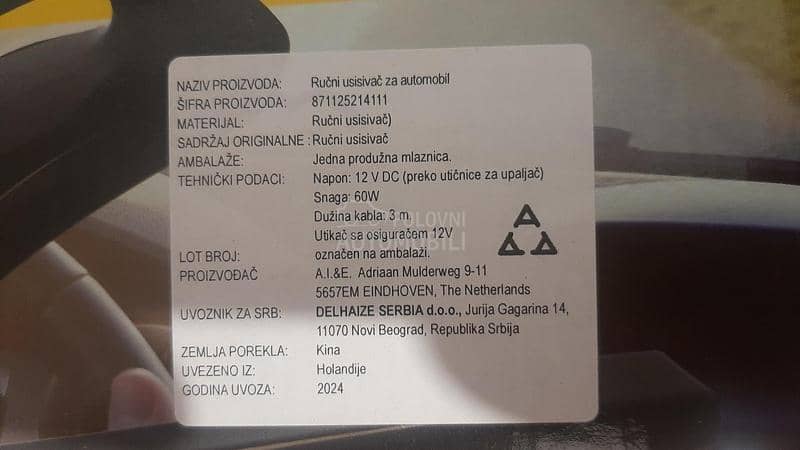 NAZIV PROIZVODA: Ručni usisivač za automobil
ŠIFRA PROIZVODA: 871125214111
MATERIJAL: Ručni usisivač)
SADRŽAJ ORIGINALNE : Ručni usisivač
AMBALAŽE: Jedna produžna mlaznica.
TEHNIČKI PODACI: Napon: 12 V DC (preko utičnice za upaljač)
Snaga: 60W
Dužina kabla: 3 m
Utikač sa osiguračem 12V
LOT BROJ: označen na ambalaži.
PROIZVOĐAČ A.I.&E. Adriaan Mulderweg 9-11
5657EM EINDHOVEN, The Netherlands
UVOZNIK ZA SRB: DELHAIZE SERBIA d.o.o., Jurija Gagarina 14,
11070 Novi Beograd, Republika Srbija
ZEMLJA POREKLA: Kina
UVEZENO IZ: Holandije
GODINA UVOZA: 2024
POLOVNI
AUTOMOBILI